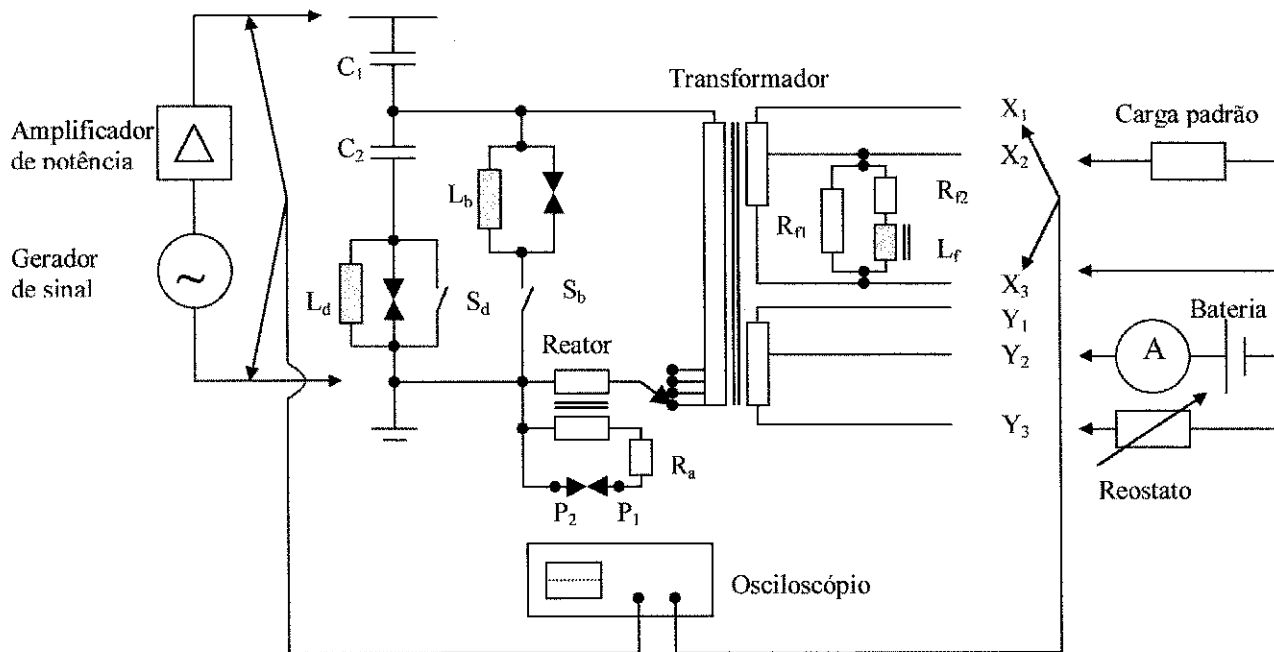 Amplificador
de potência
Gerador
de sinal
C1
C2
Lb
Ld
Sd
Sb
Reator
Ra
P2
P1
Transformador
Rf1
Rf2
Lf
X1
X2
X3
Y1
Y2
Y3
Carga padrão
Bateria
A
Reostato
Osciloscópio